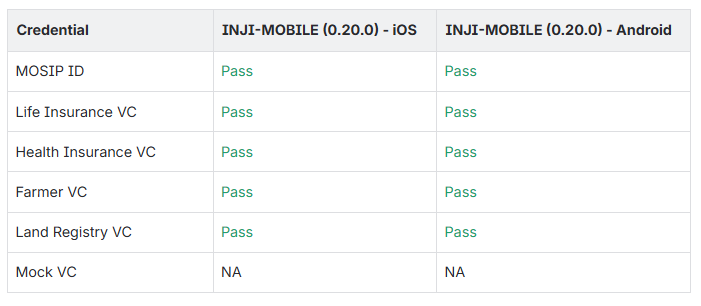 Credential INJI-MOBILE (0.20.0) - iOS INJI-MOBILE (0.20.0) - Android
MOSIP ID Pass Pass
Life Insurance VC Pass Pass
Health Insurance VC Pass Pass
Farmer VC Pass Pass
Land Registry VC Pass Pass
Mock VC NA NA